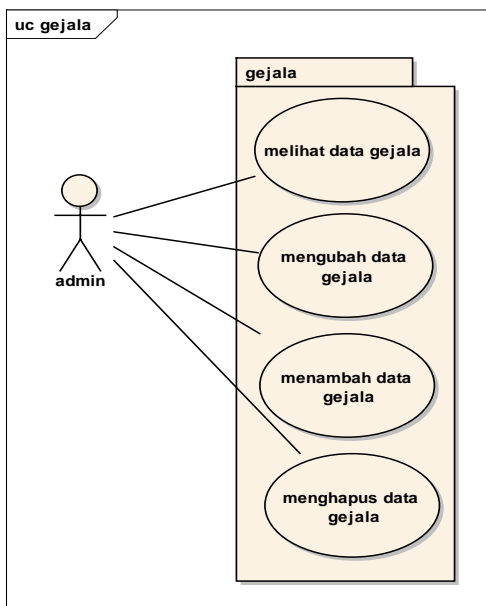 uc gejala
gejala
melihat data gejala
mengubah data
gejala
admin
menambah data
gejala
menghapus data
gejala